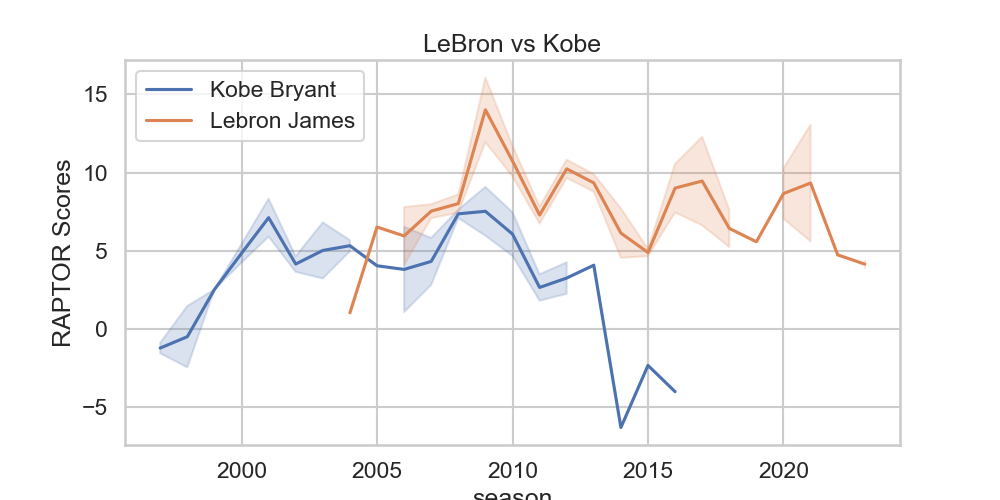 LeBron vs Kobe
Kobe Bryant
Lebron James
RAPTOR Scores
15
10
5
0
−5
2000 2005 2010 2015 2020
season